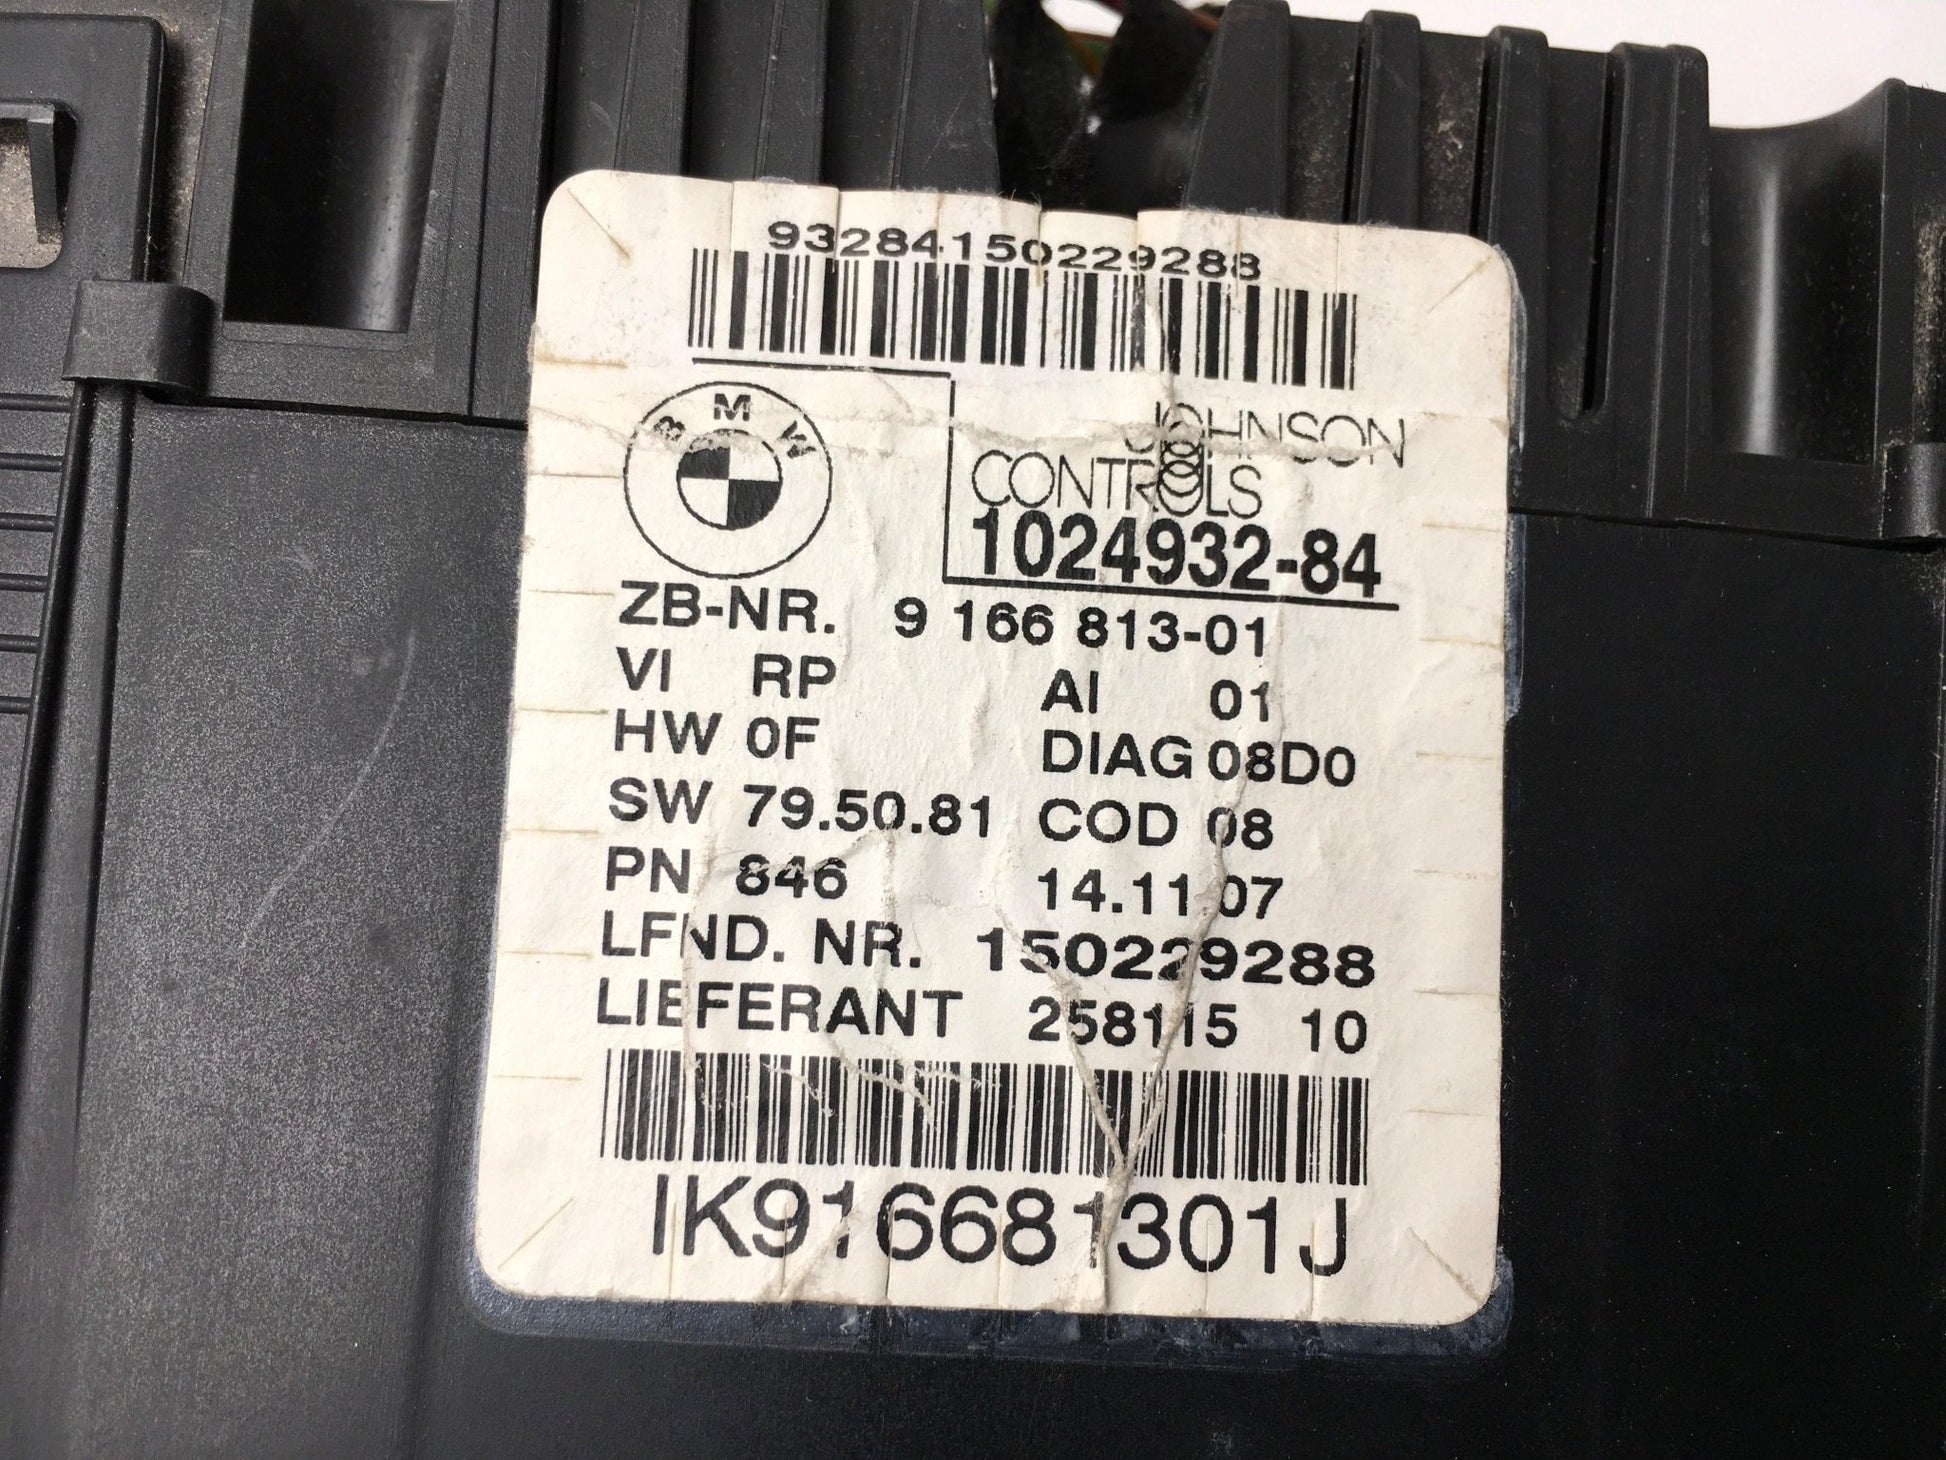 93284150229288
BMW
JOHNSON
CONTROLS
1024932-84
ZB-NR. 9 166 813-01
VI RP AI 01
HW 0F DIAG 08D0
SW 79.50.81 COD 08
PN 846 14.11.07
LFND. NR. 150229288
LIEFERANT 258115 10
IK916681301J